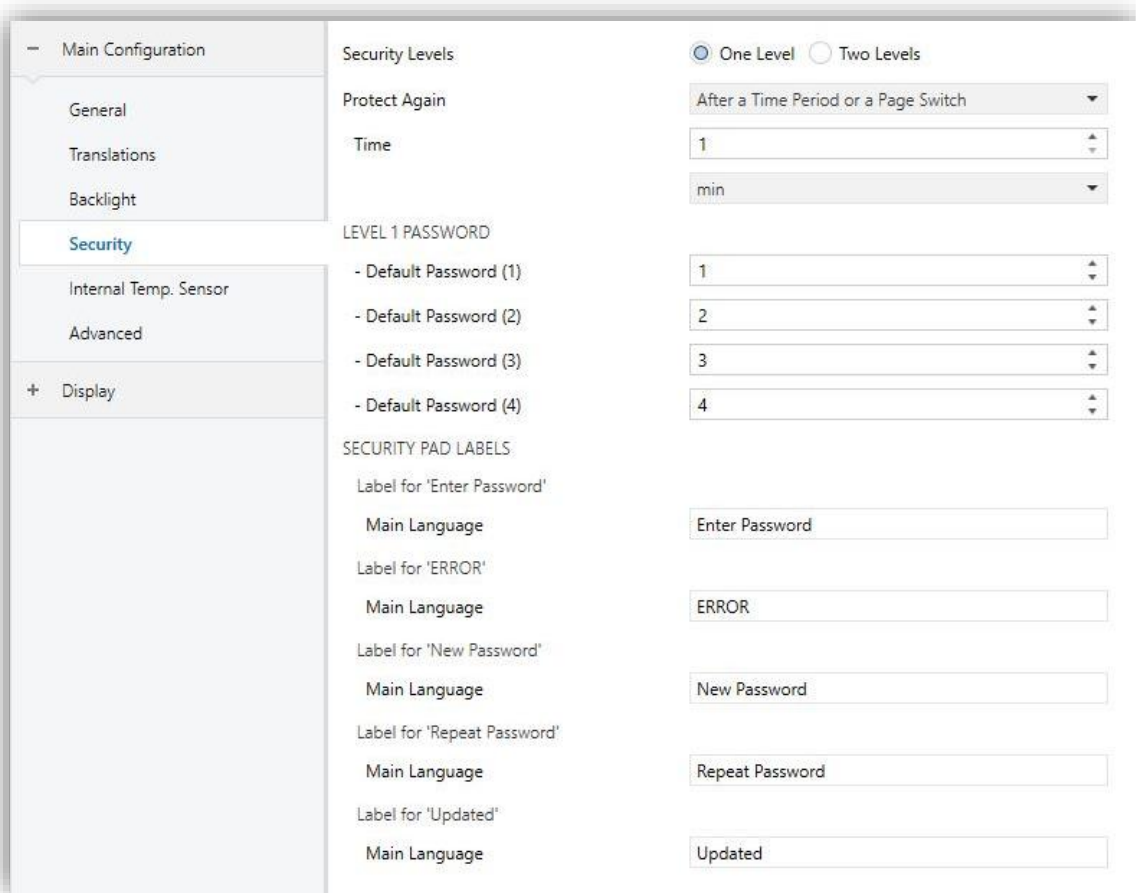 − Main Configuration
General
Translations
Backlight
Security
Internal Temp. Sensor
Advanced
+ Display
Security Levels One Level Two Levels
Protect Again After a Time Period or a Page Switch
Time 1
min
LEVEL 1 PASSWORD
- Default Password (1) 1
- Default Password (2) 2
- Default Password (3) 3
- Default Password (4) 4
SECURITY PAD LABELS
Label for 'Enter Password'
Main Language Enter Password
Label for 'ERROR'
Main Language ERROR
Label for 'New Password'
Main Language New Password
Label for 'Repeat Password'
Main Language Repeat Password
Label for 'Updated'
Main Language Updated